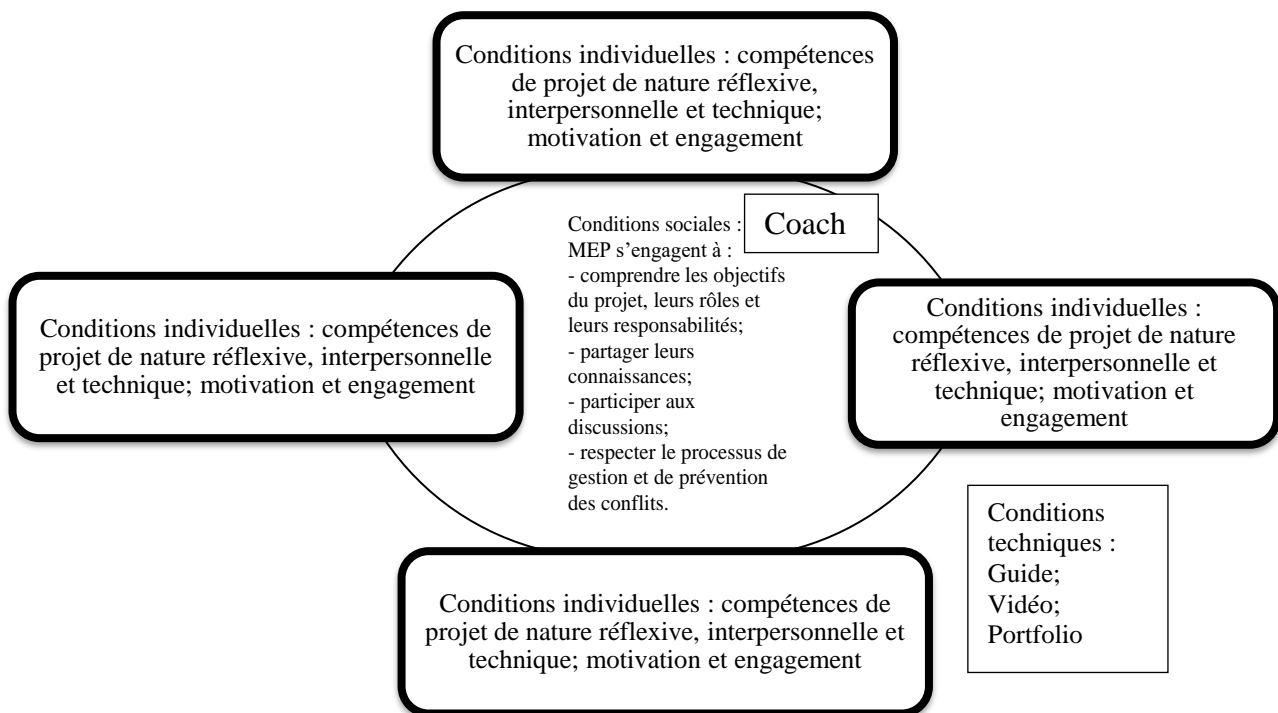 Conditions individuelles : compétences
de projet de nature réflexive,
interpersonnelle et technique;
motivation et engagement
Coach
Conditions sociales :
MEP s’engagent à :
- comprendre les objectifs
du projet, leurs rôles et
leurs responsabilités;
- partager leurs
connaissances;
- participer aux
discussions;
- respecter le processus de
gestion et de prévention
des conflits.
Conditions individuelles : compétences de
projet de nature réflexive, interpersonnelle
et technique; motivation et engagement
Conditions individuelles :
compétences de projet de nature
réflexive, interpersonnelle et
technique; motivation et
engagement
Conditions
techniques :
Guide;
Vidéo;
Portfolio
Conditions individuelles : compétences de
projet de nature réflexive, interpersonnelle et
technique; motivation et engagement